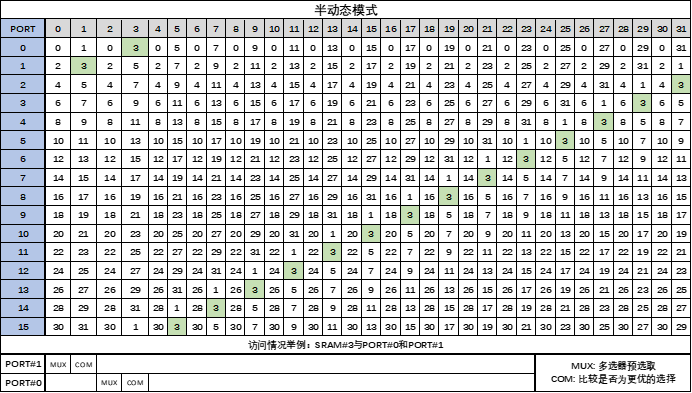 半动态模式
PORT 0 1 2 3 4 5 6 7 8 9 10 11 12 13 14 15 16 17 18 19 20 21 22 23 24 25 26 27 28 29 30 31
0 0 1 0 3 0 5 0 7 0 9 0 11 0 13 0 15 0 17 0 19 0 21 0 23 0 25 0 27 0 29 0 31
1 2 3 2 5 2 7 2 9 2 11 2 13 2 15 2 17 2 19 2 21 2 23 2 25 2 27 2 29 2 31 2 1
2 4 5 4 7 4 9 4 11 4 13 4 15 4 17 4 19 4 21 4 23 4 25 4 27 4 29 4 31 4 1 4 3
3 6 7 6 9 6 11 6 13 6 15 6 17 6 19 6 21 6 23 6 25 6 27 6 29 6 31 6 1 6 3 6 5
4 8 9 8 11 8 13 8 15 8 17 8 19 8 21 8 23 8 25 8 27 8 29 8 31 8 1 8 3 8 5 8 7
5 10 11 10 13 10 15 10 17 10 19 10 21 10 23 10 25 10 27 10 29 10 31 10 1 10 3 10 5 10 7 10 9
6 12 13 12 15 12 17 12 19 12 21 12 23 12 25 12 27 12 29 12 31 12 1 12 3 12 5 12 7 12 9 12 11
7 14 15 14 17 14 19 14 21 14 23 14 25 14 27 14 29 14 31 14 1 14 3 14 5 14 7 14 9 14 11 14 13
8 16 17 16 19 16 21 16 23 16 25 16 27 16 29 16 31 16 1 16 3 16 5 16 7 16 9 16 11 16 13 16 15
9 18 19 18 21 18 23 18 25 18 27 18 29 18 31 18 1 18 3 18 5 18 7 18 9 18 11 18 13 18 15 18 17
10 20 21 20 23 20 25 20 27 20 29 20 31 20 1 20 3 20 5 20 7 20 9 20 11 20 13 20 15 20 17 20 19
11 22 23 22 25 22 27 22 29 22 31 22 1 22 3 22 5 22 7 22 9 22 11 22 13 22 15 22 17 22 19 22 21
12 24 25 24 27 24 29 24 31 24 1 24 3 24 5 24 7 24 9 24 11 24 13 24 15 24 17 24 19 24 21 24 23
13 26 27 26 29 26 31 26 1 26 3 26 5 26 7 26 9 26 11 26 13 26 15 26 17 26 19 26 21 26 23 26 25
14 28 29 28 31 28 1 28 3 28 5 28 7 28 9 28 11 28 13 28 15 28 17 28 19 28 21 28 23 28 25 28 27
15 30 31 30 1 30 3 30 5 30 7 30 9 30 11 30 13 30 15 30 17 30 19 30 21 30 23 30 25 30 27 30 29
访问情况举例：SRAM#3与PORT#0和PORT#1
PORT#1 MUX COM
PORT#0 MUX COM
MUX: 多选器预选取
COM: 比较是否为更优的选择